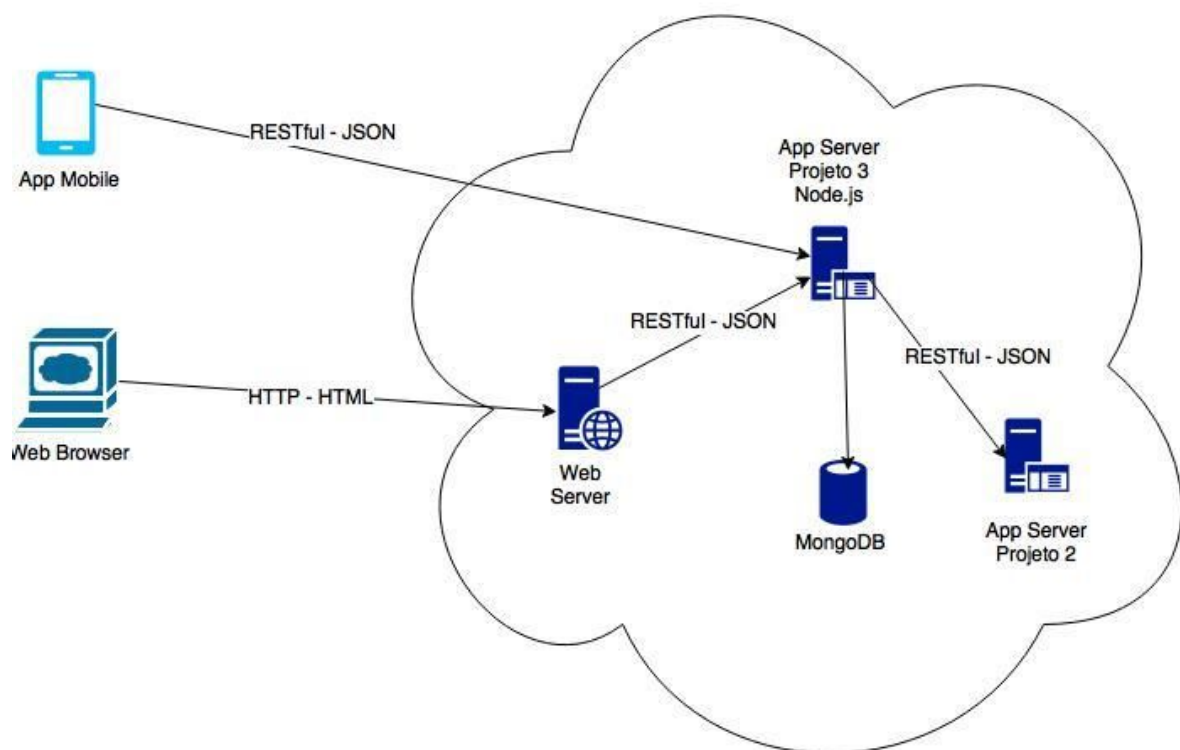 RESTful - JSON
App Mobile
App Server
Projeto 3
Node.js
RESTful - JSON
RESTful - JSON
HTTP - HTML
Web Browser
Web
Server
MongoDB
App Server
Projeto 2